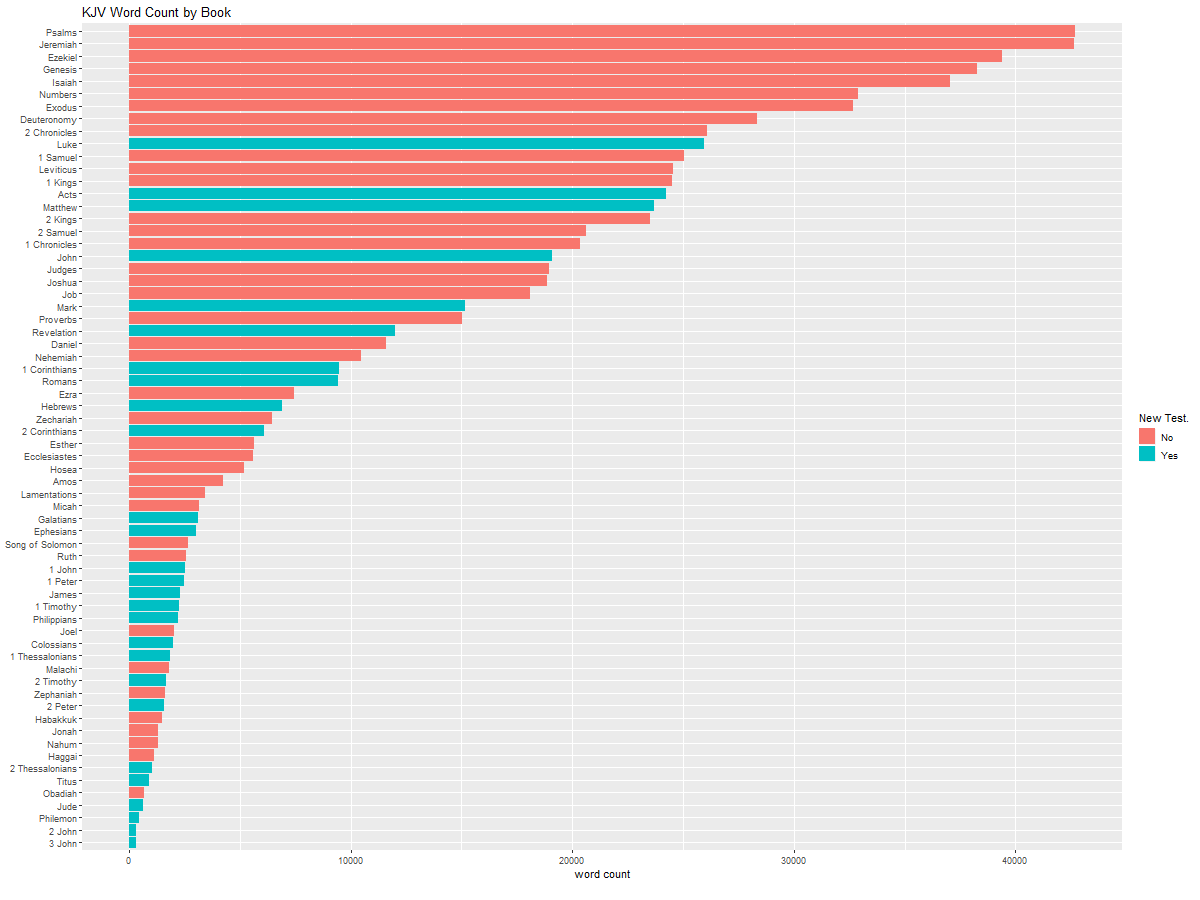 KJV Word Count by Book
Psalms
Jeremiah
Ezekiel
Genesis
Isaiah
Numbers
Exodus
Deuteronomy
2 Chronicles
Luke
1 Samuel
Leviticus
1 Kings
Acts
Matthew
2 Kings
2 Samuel
1 Chronicles
John
Judges
Joshua
Job
Mark
Proverbs
Revelation
Daniel
Nehemiah
1 Corinthians
Romans
Ezra
Hebrews
Zechariah
2 Corinthians
Esther
Ecclesiastes
Hosea
Amos
Lamentations
Micah
Galatians
Ephesians
Song of Solomon
Ruth
1 John
1 Peter
James
1 Timothy
Philippians
Joel
Colossians
1 Thessalonians
Malachi
2 Timothy
Zephaniah
2 Peter
Habakkuk
Jonah
Nahum
Haggai
2 Thessalonians
Titus
Obadiah
Jude
Philemon
2 John
3 John
0 10000 20000 30000 40000
word count
New Test.
No
Yes